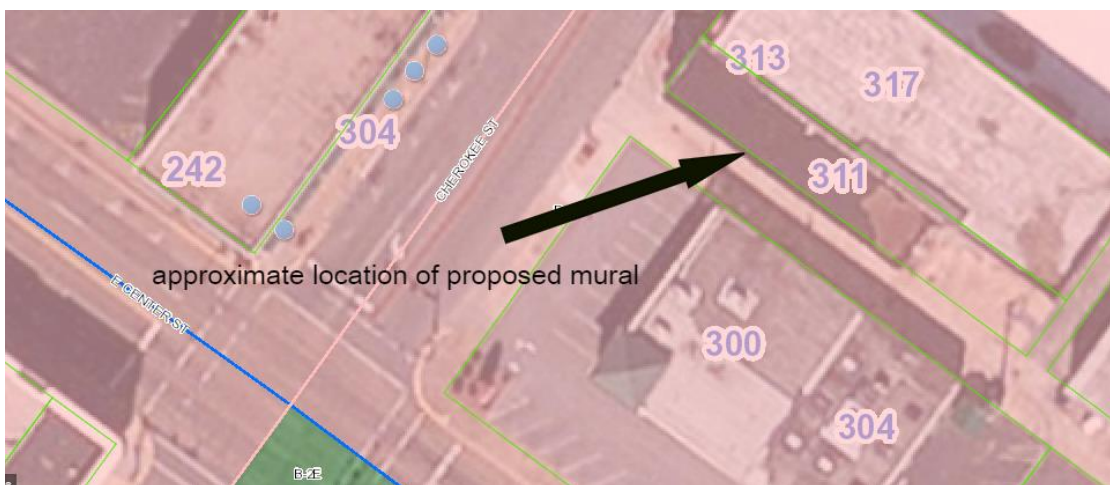 313
317
304
CHEROKEE ST
242
311
approximate location of proposed mural
E CENTER ST
300
304
B-2E